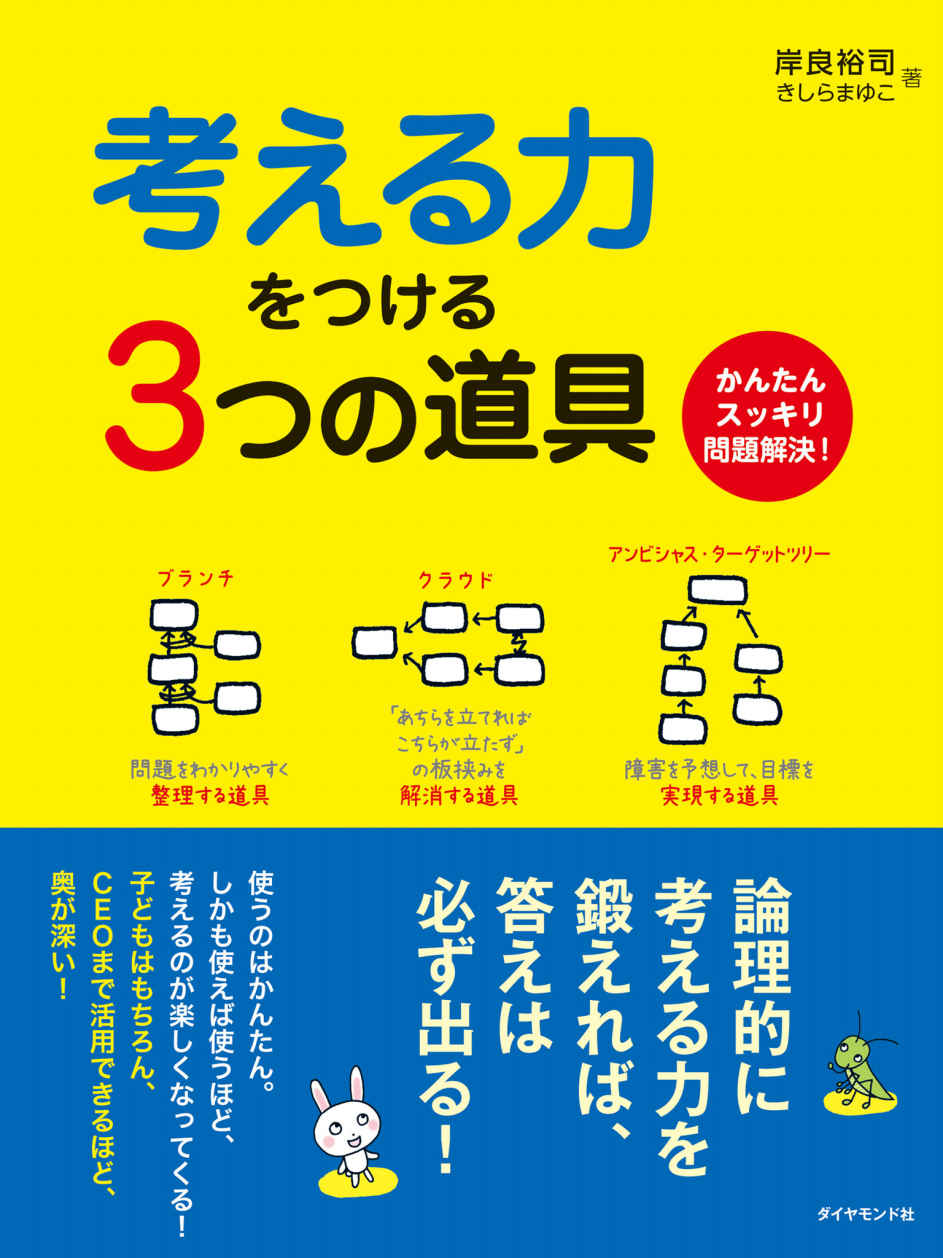 岸良裕司
きしらまゆこ
著
考える力
をつける
3つの道具
かんたん
スッキリ
問題解決！
ブランチ
問題をわかりやすく
整理する道具
クラウド
「あちらを立てれば
こちらが立たず」
の板挟みを
解消する道具
アンビシャス・ターゲットツリー
障害を予想して、目標を
実現する道具
論理的に
考える力を
鍛えれば、
答えは
必ず出る！
使うのはかんたん。
しかも使えば使うほど、
考えるのが楽しくなってくる！
子どもはもちろん、
CEOまで活用できるほど、
奥が深い！
ダイヤモンド社